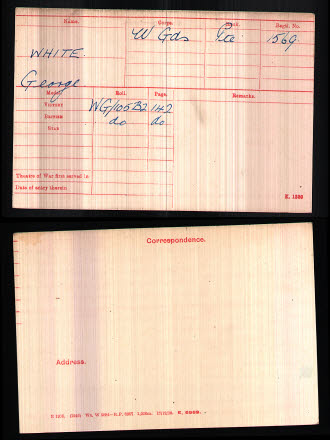 Name. Corps. Rank. Regtl. No.
W Gds Pte 1569.
WHITE.
George
Medal. Roll. Page. Remarks.
Victory WG/105B2 142
British do do
Star
Theatre of War first served in
Date of entry therein
K. 1380
Correspondence.
Address.